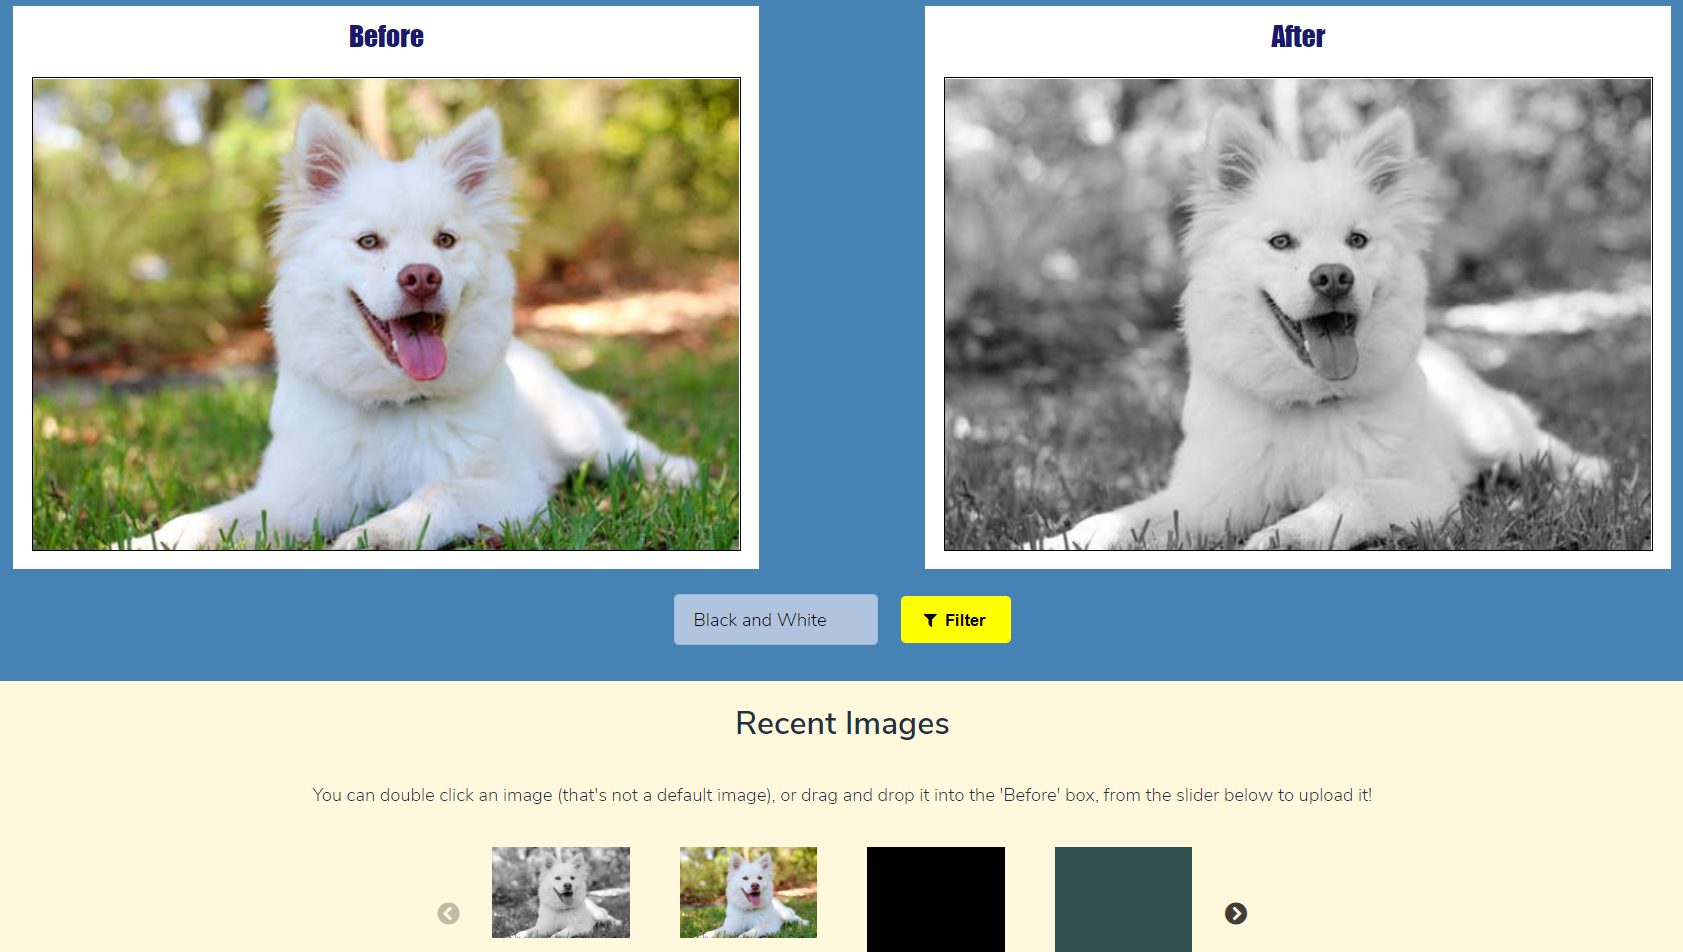 Before
After
Black and White
Filter
Recent Images
You can double click an image (that's not a default image), or drag and drop it into the 'Before' box, from the slider below to upload it!